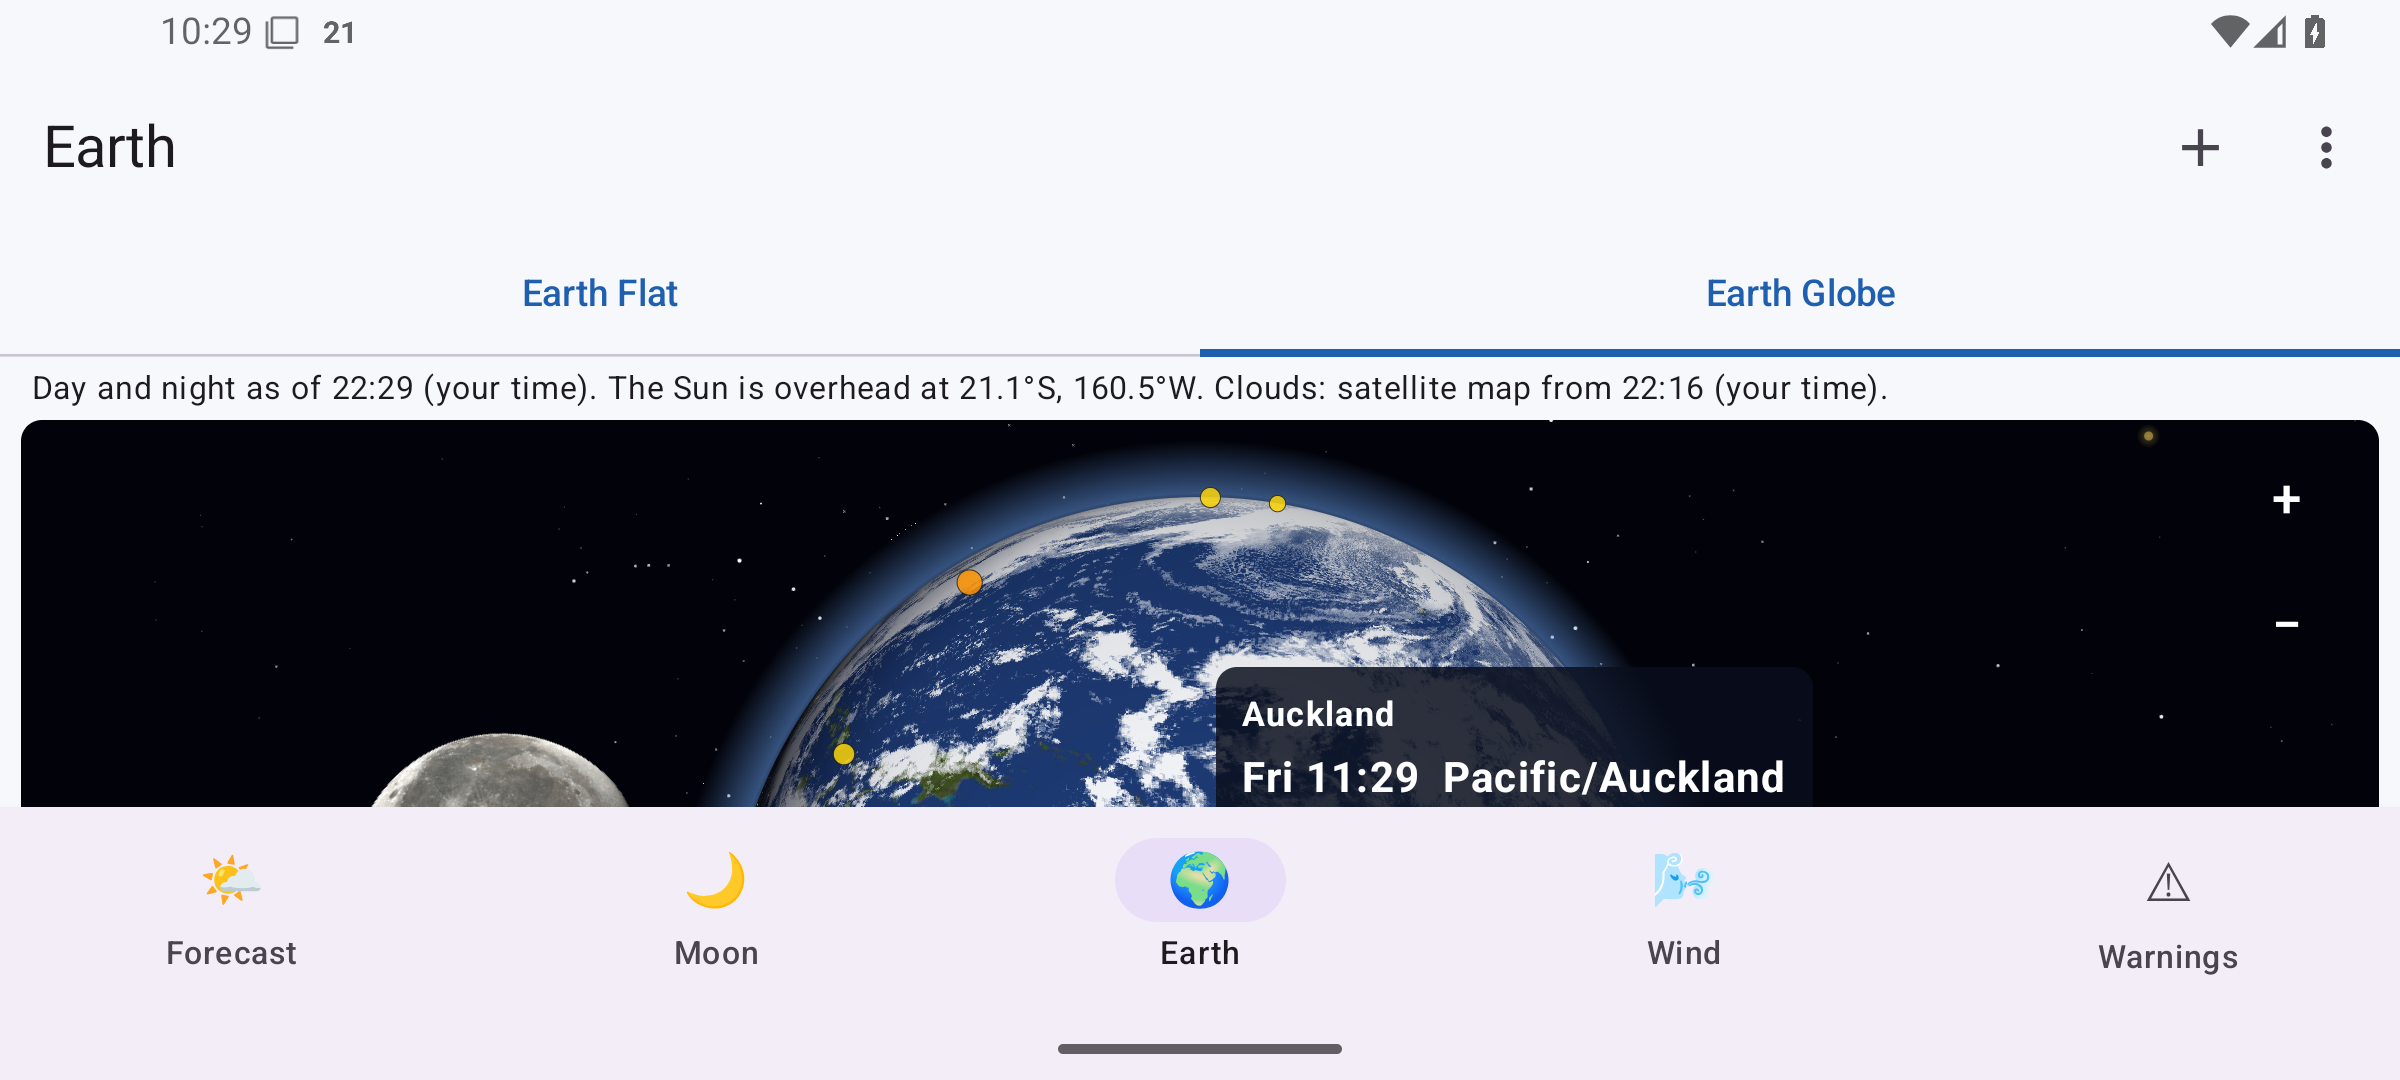 10:29 21
Earth
Earth Flat
Earth Globe
Day and night as of 22:29 (your time). The Sun is overhead at 21.1°S, 160.5°W. Clouds: satellite map from 22:16 (your time).
+
−
Auckland
Fri 11:29 Pacific/Auckland
Forecast
Moon
Earth
Wind
Warnings